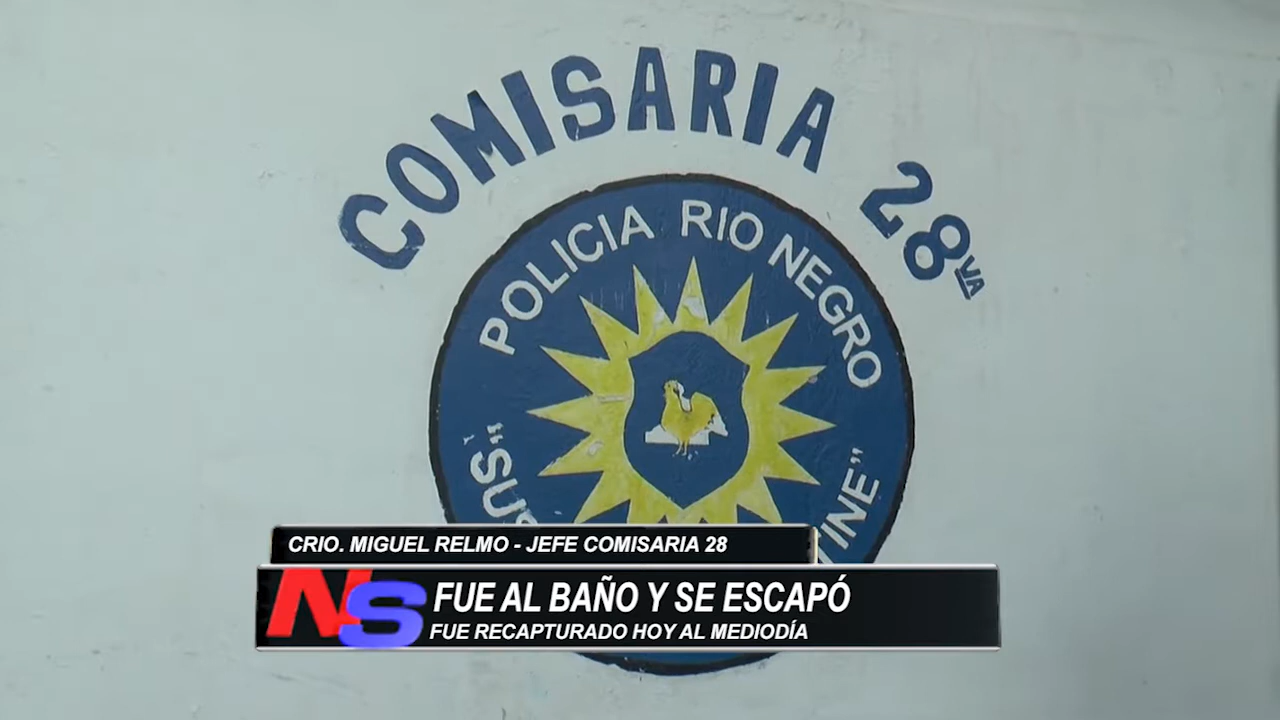 COMISARIA 28VA
POLICIA RIO NEGRO
CRIO. MIGUEL RELMO - JEFE COMISARIA 28
NS
FUE AL BAÑO Y SE ESCAPÓ
FUE RECAPTURADO HOY AL MEDIODÍA